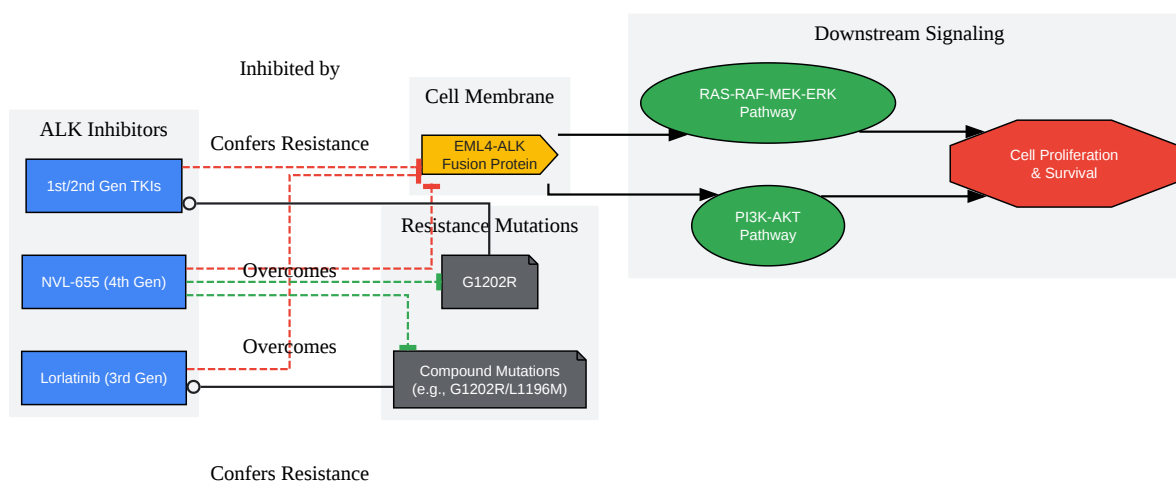 Downstream Signaling
Inhibited by
Cell Membrane
RAS-RAF-MEK-ERK
Pathway
ALK Inhibitors
Confers Resistance
EML4-ALK
Fusion Protein
Cell Proliferation
& Survival
1st/2nd Gen TKIs
Resistance Mutations
PI3K-AKT
Pathway
NVL-655 (4th Gen)
Overcomes
G1202R
Overcomes
Lorlatinib (3rd Gen)
Compound Mutations
(e.g., G1202R/L1196M)
Confers Resistance